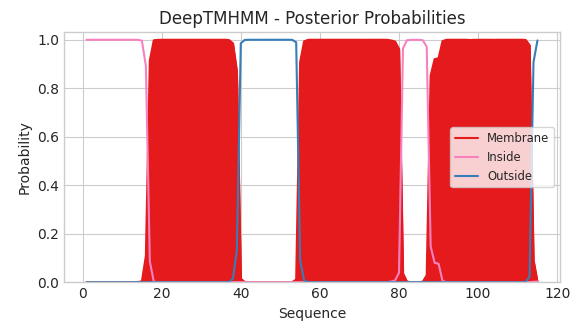 DeepTMHMM - Posterior Probabilities
1.0
0.8
0.6
0.4
0.2
0.0
Probability
Membrane
Inside
Outside
0 20 40 60 80 100 120
Sequence